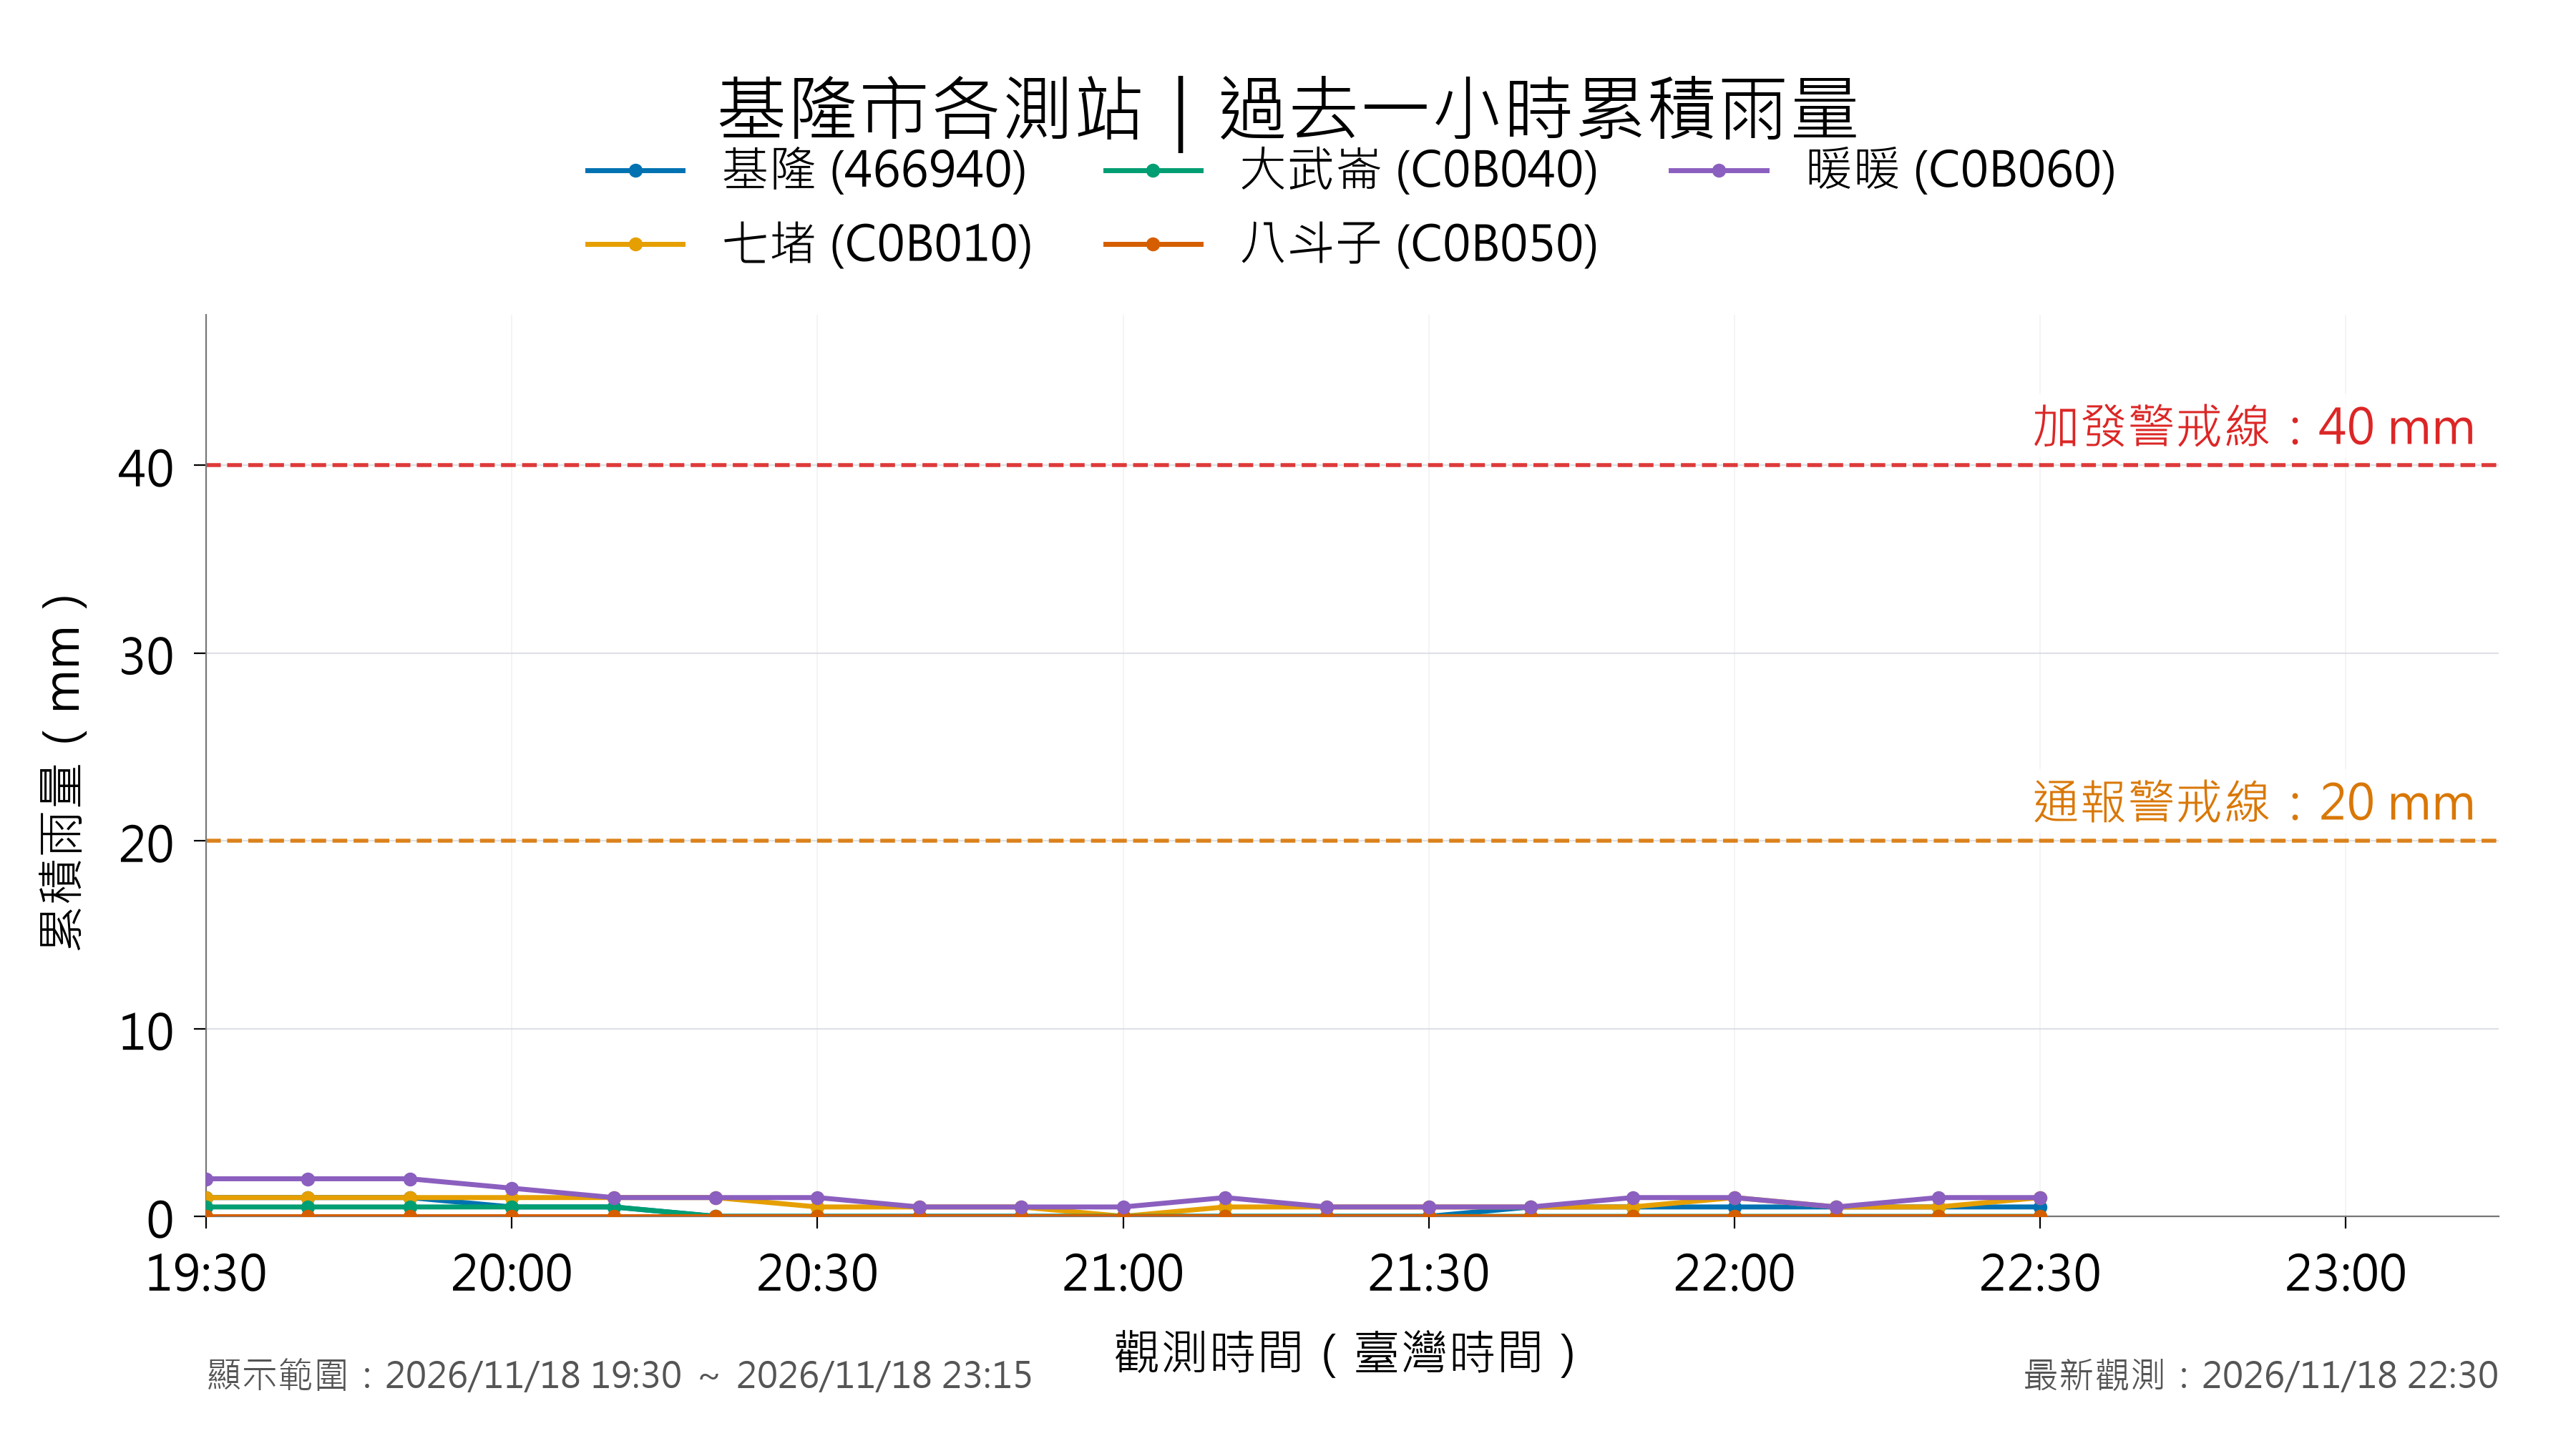 基隆市各測站｜過去一小時累積雨量
基隆 (466940)
大武崙 (C0B040)
暖暖 (C0B060)
七堵 (C0B010)
八斗子 (C0B050)
累積雨量（mm）
40
30
20
10
0
加發警戒線：40 mm
通報警戒線：20 mm
19:30 20:00 20:30 21:00 21:30 22:00 22:30 23:00
觀測時間（臺灣時間）
顯示範圍：2026/11/18 19:30 ~ 2026/11/18 23:15
最新觀測：2026/11/18 22:30